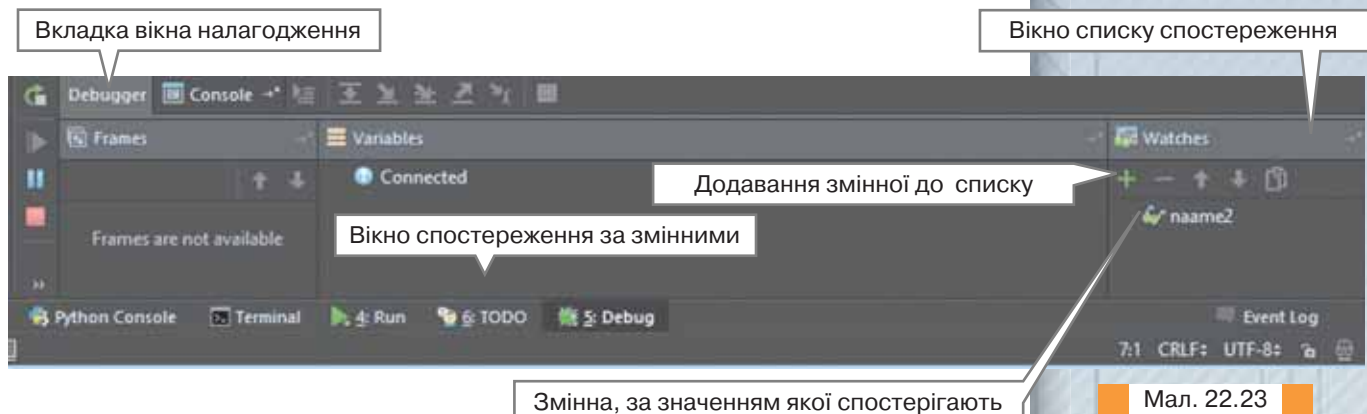 Вкладка вікна налагодження
Вікно списку спостереження
Debugger Console
Frames Variables Watches
Connected
Додавання змінної до списку
naame2
Frames are not available
Вікно спостереження за змінними
Python Console Terminal 4: Run 6: TODO 5: Debug Event Log
7:1 CRLF: UTF-8:
Змінна, за значенням якої спостерігають
Мал. 22.23